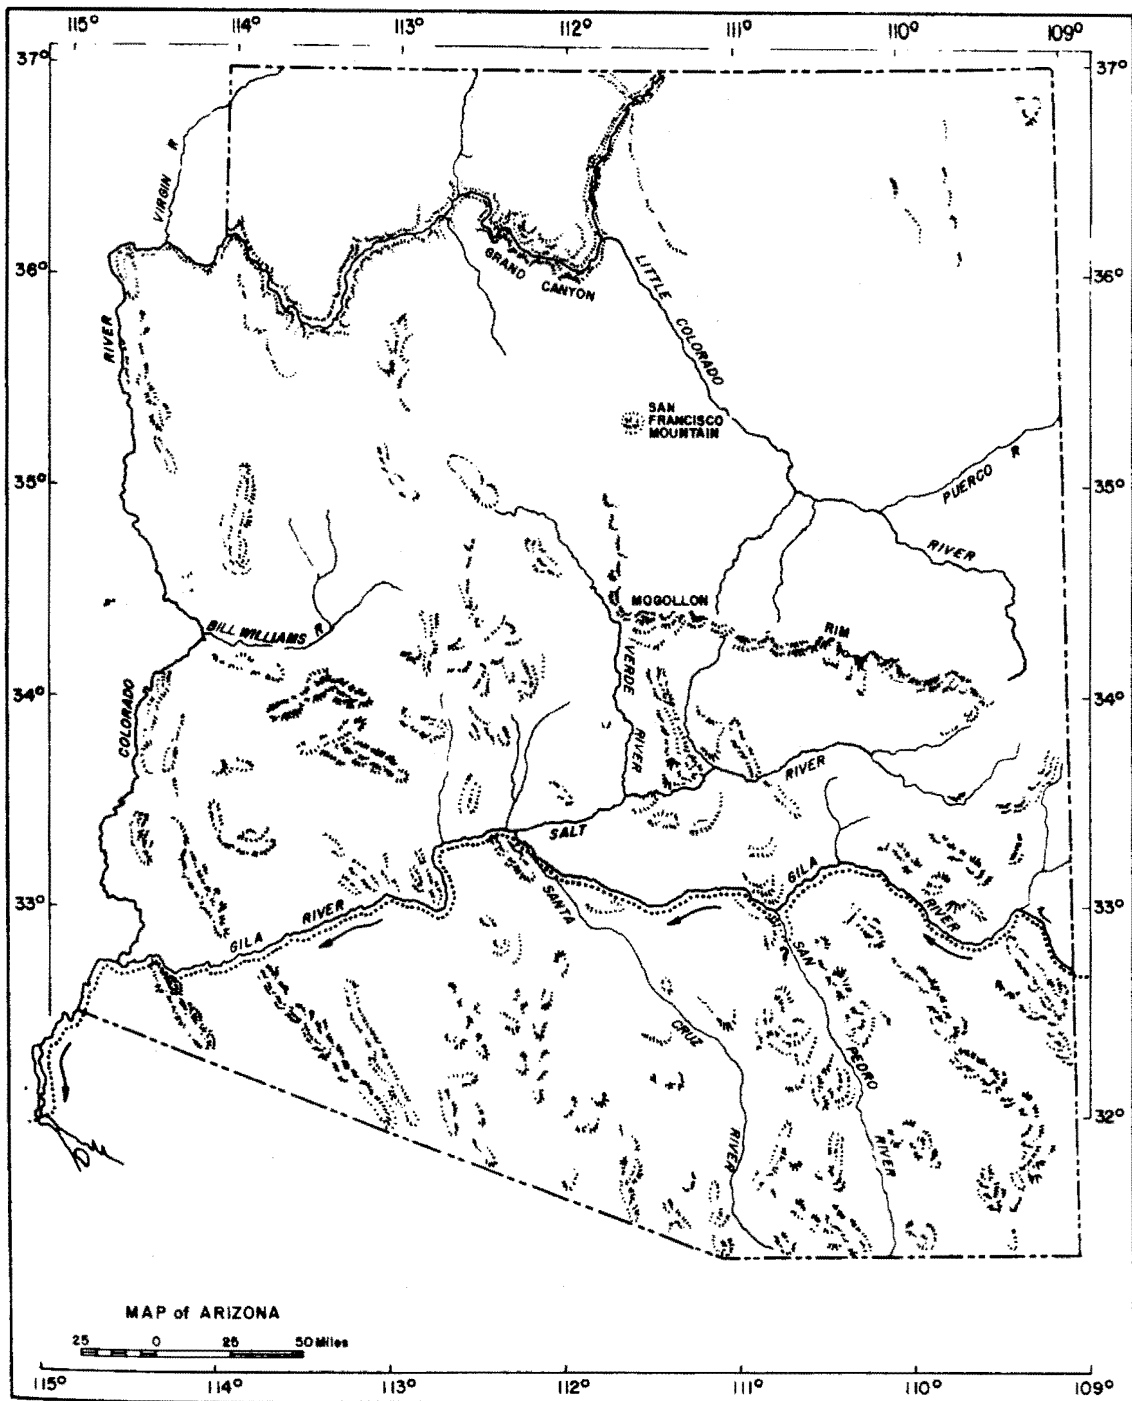 115° 114° 113° 112° 111° 110° 109°
37° 37°
VIRGIN R
36° 36°
GRAND
CANYON
LITTLE
COLORADO
RIVER
SAN
FRANCISCO
MOUNTAIN
35° 35°
PUERCO R
RIVER
MOGOLLON
RIM
BILL WILLIAMS R
VERDE
RIVER
34° 34°
COLORADO
RIVER
SALT
GILA
RIVER
33° 33°
RIVER
GILA
SANTA
CRUZ
RIVER
SAN
PEDRO
RIVER
32° 32°
MAP of ARIZONA
25 0 25 50 Miles
115° 114° 113° 112° 111° 110° 109°